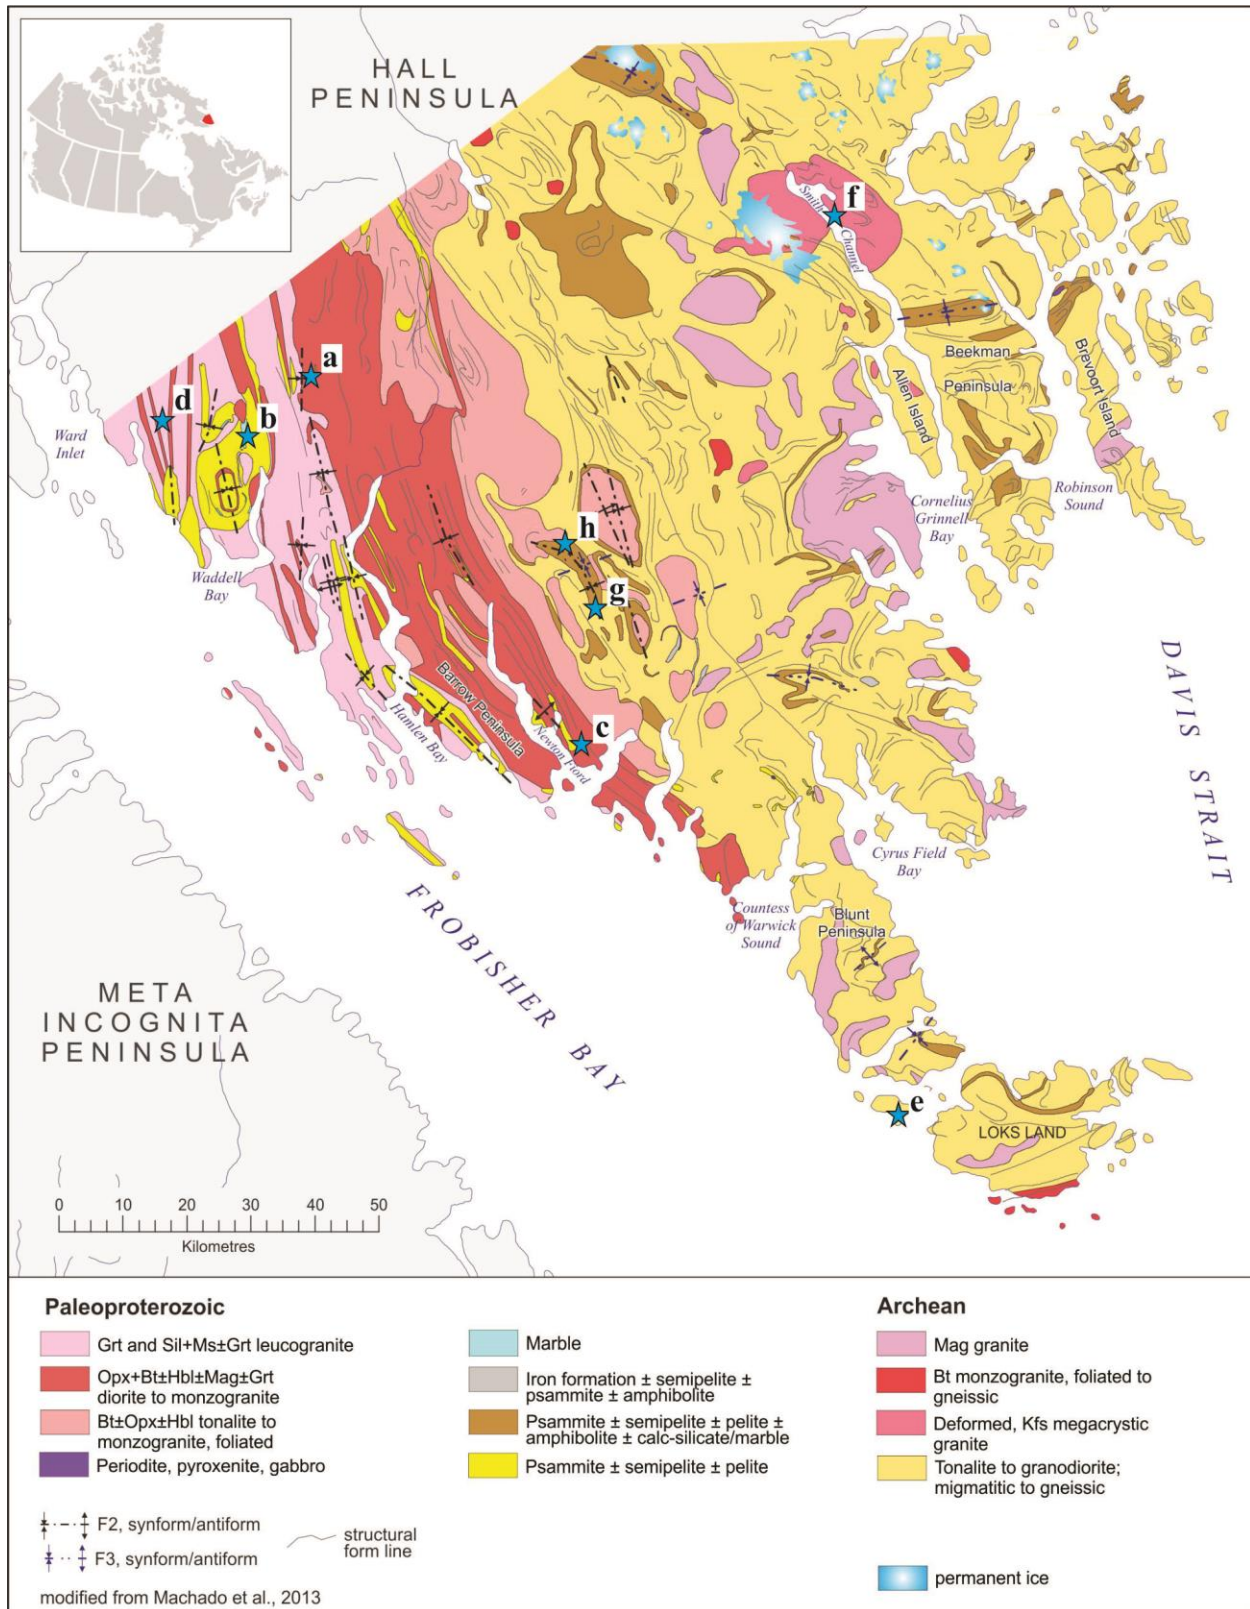 HALL
PENINSULA
f
Smith
Channel
a
d
b
Ward
Inlet
Beekman
Peninsula
Allen Island
Brevoort Island
Cornelius
Grinnell
Bay
Robinson
Sound
h
g
Waddell
Bay
Barrow Peninsula
Hamlen Bay
Newton Fiord
c
DAVIS STRAIT
Cyrus Field
Bay
Countess
of Warwick
Sound
Blunt
Peninsula
FROBISHER BAY
META
INCOGNITA
PENINSULA
e
LOKS LAND
0 10 20 30 40 50
Kilometres
Paleoproterozoic
Grt and Sil+Ms±Grt leucogranite
Opx+Bt±Hbl±Mag±Grt
diorite to monzogranite
Bt±Opx±Hbl tonalite to
monzogranite, foliated
Periodite, pyroxenite, gabbro
F2, synform/antiform
F3, synform/antiform
structural
form line
modified from Machado et al., 2013
Marble
Iron formation ± semipelite ±
psammite ± amphibolite
Psammite ± semipelite ± pelite ±
amphibolite ± calc-silicate/marble
Psammite ± semipelite ± pelite
Archean
Mag granite
Bt monzogranite, foliated to
gneissic
Deformed, Kfs megacrystic
granite
Tonalite to granodiorite;
migmatitic to gneissic
permanent ice